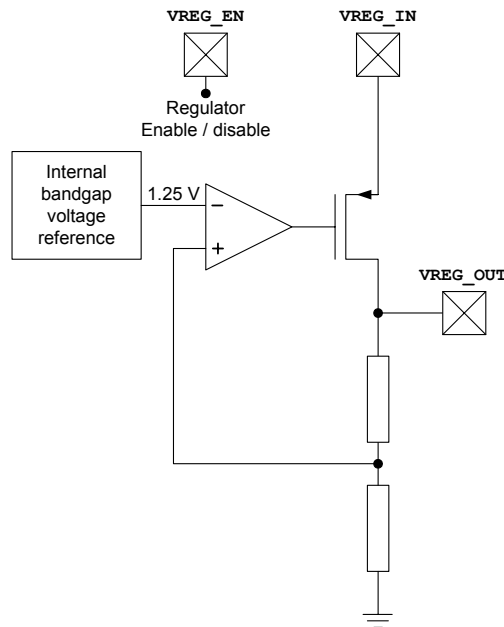 VREG_EN
VREG_IN
Regulator
Enable / disable
Internal
bandgap
voltage
reference
1.25 V
−
+
VREG_OUT